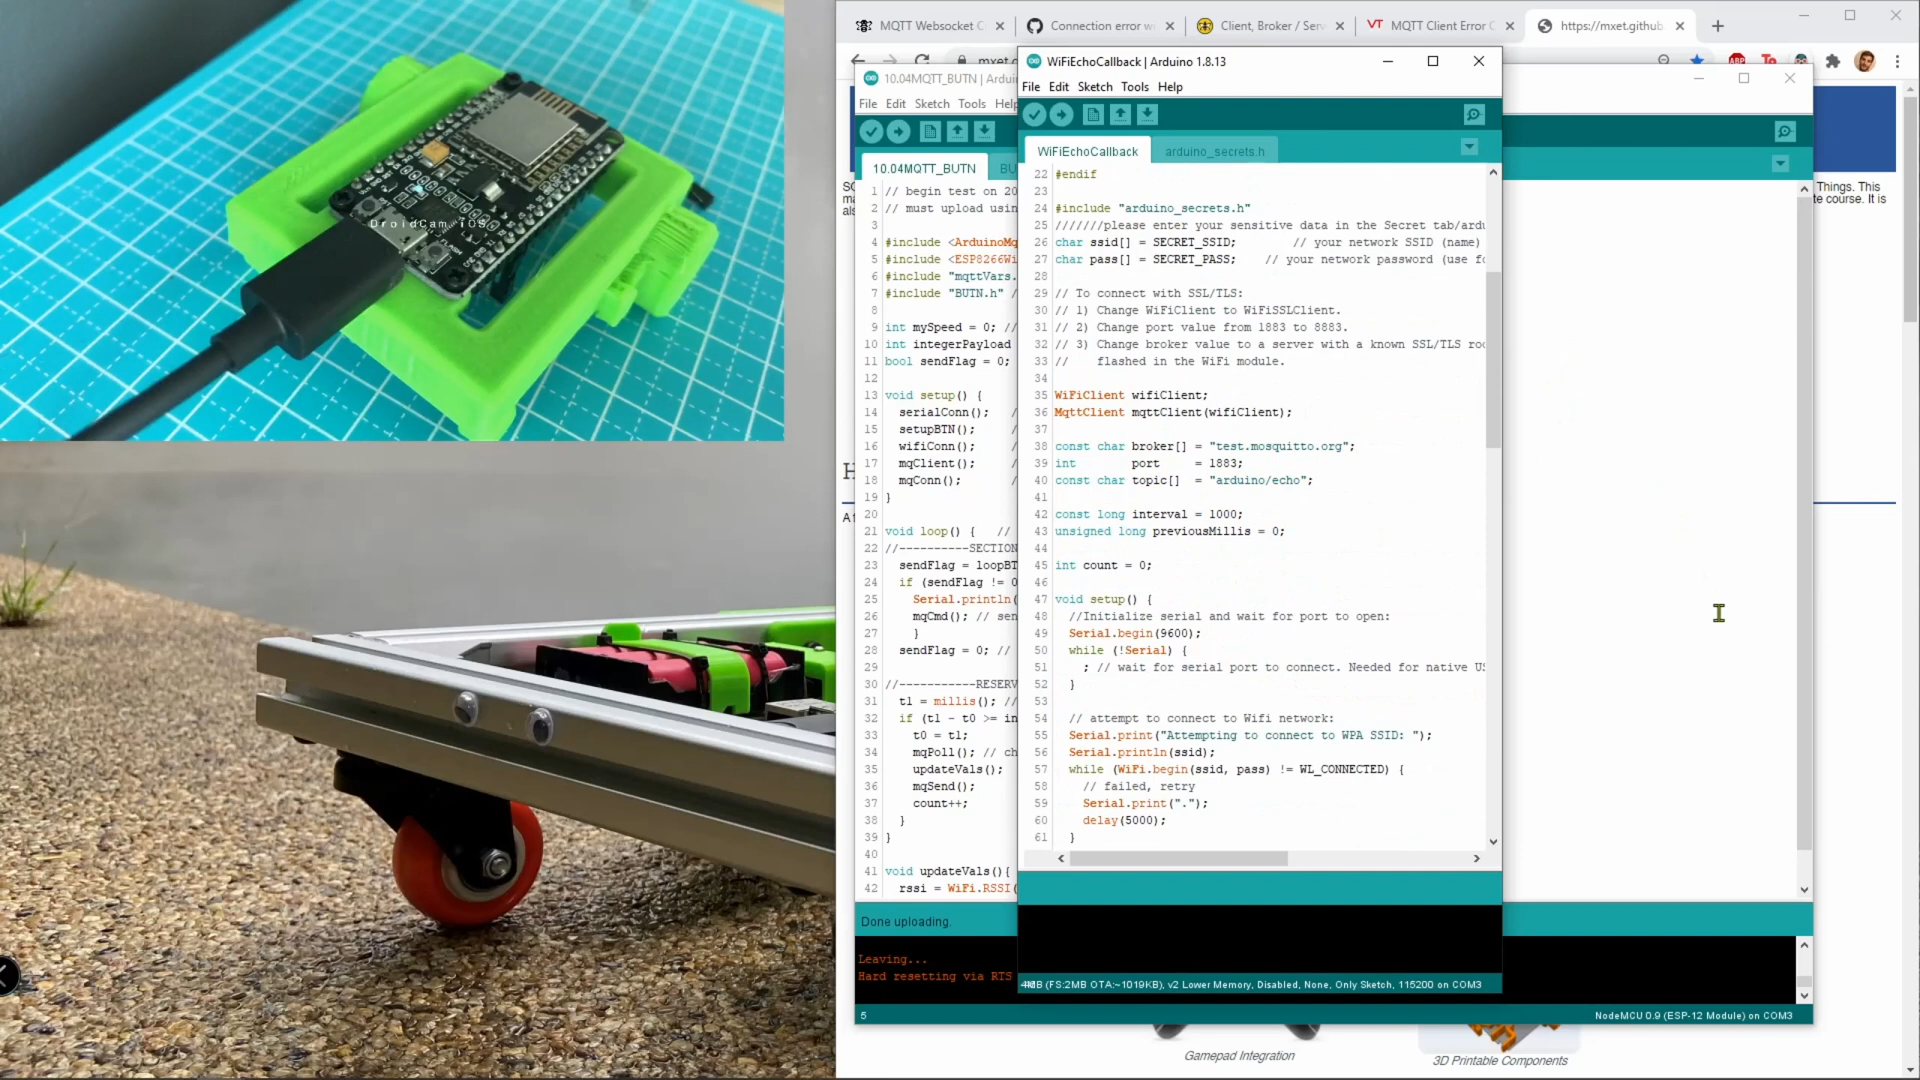 DroidCam iOS
MQTT Websocket C
Connection error w
Client, Broker / Serv
MQTT Client Error C
https://mxet.github
mxet.
Things. This
te course. It is
10.04MQTT_BUTN | Arduin
File Edit Sketch Tools Help
10.04MQTT_BUTN
BU
1 // begin test on 20
2 // must upload usin
3
4 #include <ArduinoMq
5 #include <ESP8266Wi
6 #include "mqttVars.
7 #include "BUTN.h" /
8
9 int mySpeed = 0; //
10 int integerPayload
11 bool sendFlag = 0;
12
13 void setup() {
14 serialConn(); /
15 setupBTN(); /
16 wifiConn(); /
17 mqClient(); /
18 mqConn(); /
19 }
20
21 void loop() { //
22 //----------SECTION
23 sendFlag = loopBT
24 if (sendFlag != 0
25 Serial.println(
26 mqCmd(); // sen
27 }
28 sendFlag = 0; //
29
30 //-----------RESERV
31 t1 = millis(); //
32 if (t1 - t0 >= in
33 t0 = t1;
34 mqPoll(); // ch
35 updateVals();
36 mqSend();
37 count++;
38 }
39 }
40
41 void updateVals(){
42 rssi = WiFi.RSSI(
Done uploading.
Leaving...
Hard resetting via RTS
5
NodeMCU 0.9 (ESP-12 Module) on COM3
WiFiEchoCallback | Arduino 1.8.13
File Edit Sketch Tools Help
WiFiEchoCallback
arduino_secrets.h
22 #endif
23
24 #include "arduino_secrets.h"
25 ///////please enter your sensitive data in the Secret tab/ardu
26 char ssid[] = SECRET_SSID; // your network SSID (name)
27 char pass[] = SECRET_PASS; // your network password (use fo
28
29 // To connect with SSL/TLS:
30 // 1) Change WiFiClient to WiFiSSLClient.
31 // 2) Change port value from 1883 to 8883.
32 // 3) Change broker value to a server with a known SSL/TLS roo
33 // flashed in the WiFi module.
34
35 WiFiClient wifiClient;
36 MqttClient mqttClient(wifiClient);
37
38 const char broker[] = "test.mosquitto.org";
39 int port = 1883;
40 const char topic[] = "arduino/echo";
41
42 const long interval = 1000;
43 unsigned long previousMillis = 0;
44
45 int count = 0;
46
47 void setup() {
48 //Initialize serial and wait for port to open:
49 Serial.begin(9600);
50 while (!Serial) {
51 ; // wait for serial port to connect. Needed for native US
52 }
53
54 // attempt to connect to Wifi network:
55 Serial.print("Attempting to connect to WPA SSID: ");
56 Serial.println(ssid);
57 while (WiFi.begin(ssid, pass) != WL_CONNECTED) {
58 // failed, retry
59 Serial.print(".");
60 delay(5000);
61 }
4MB (FS:2MB OTA:~1019KB), v2 Lower Memory, Disabled, None, Only Sketch, 115200 on COM3
Gamepad Integration
3D Printable Components